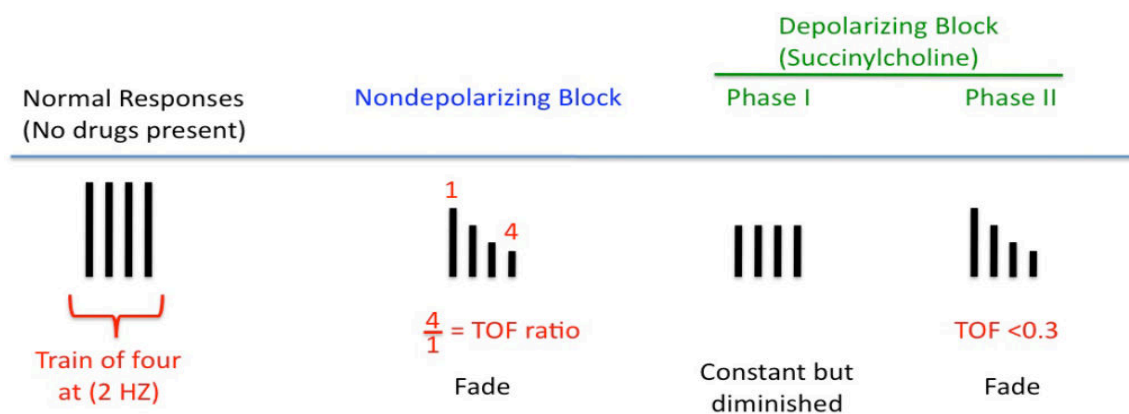 Depolarizing Block
(Succinylcholine)
Normal Responses
(No drugs present)
Nondepolarizing Block
Phase I
Phase II
1
4
4
1
= TOF ratio
TOF <0.3
Train of four
at (2 HZ)
Fade
Constant but
diminished
Fade